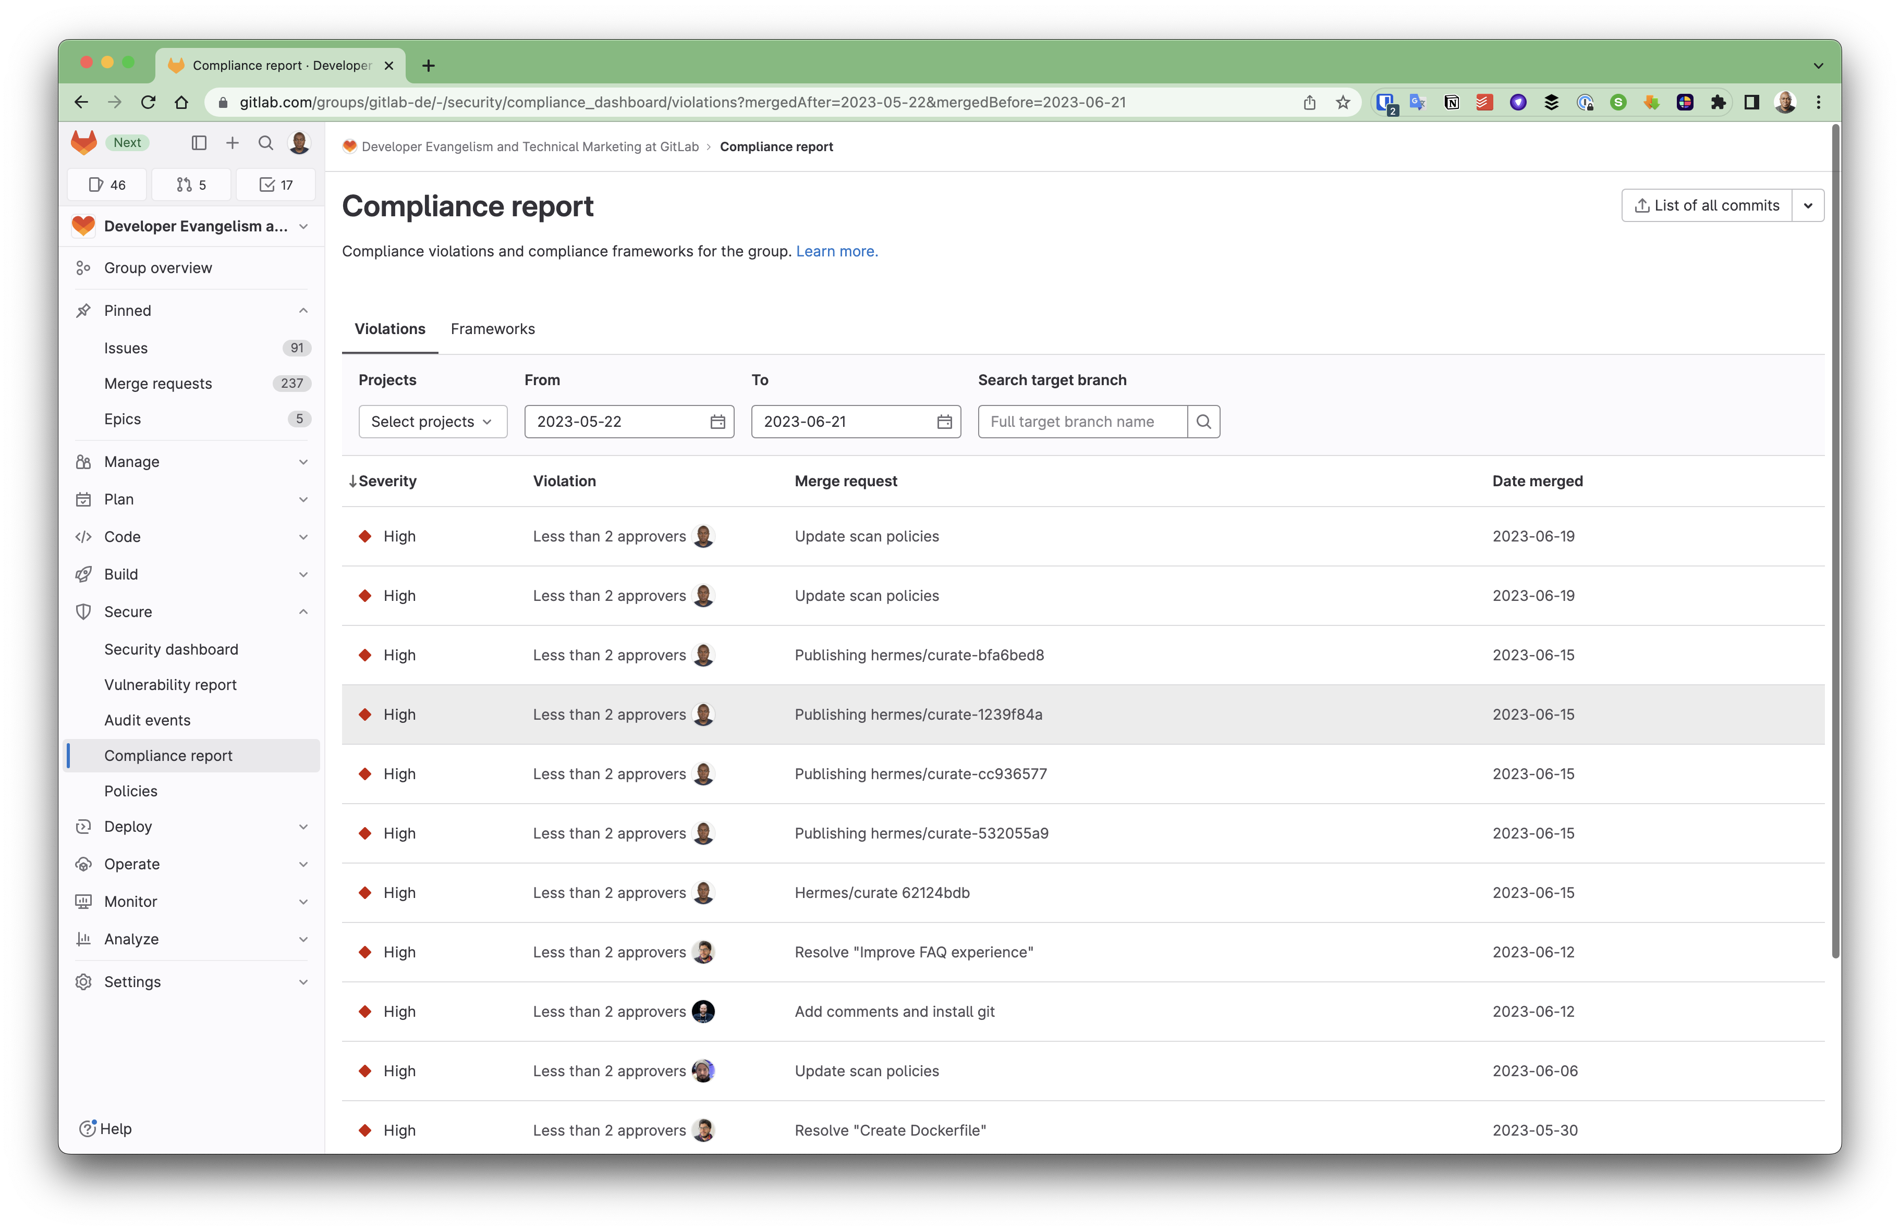 Compliance report · Developer
gitlab.com/groups/gitlab-de/-/security/compliance_dashboard/violations?mergedAfter=2023-05-22&mergedBefore=2023-06-21
2
Next
46 5 17
Developer Evangelism a...
Group overview
Pinned
Issues 91
Merge requests 237
Epics 5
Manage
Plan
Code
Build
Secure
Security dashboard
Vulnerability report
Audit events
Compliance report
Policies
Deploy
Operate
Monitor
Analyze
Settings
Help
Developer Evangelism and Technical Marketing at GitLab › Compliance report
Compliance report
List of all commits
Compliance violations and compliance frameworks for the group. Learn more.
Violations Frameworks
Projects From To Search target branch
Select projects 2023-05-22 2023-06-21 Full target branch name
↓Severity Violation Merge request Date merged
High Less than 2 approvers Update scan policies 2023-06-19
High Less than 2 approvers Update scan policies 2023-06-19
High Less than 2 approvers Publishing hermes/curate-bfa6bed8 2023-06-15
High Less than 2 approvers Publishing hermes/curate-1239f84a 2023-06-15
High Less than 2 approvers Publishing hermes/curate-cc936577 2023-06-15
High Less than 2 approvers Publishing hermes/curate-532055a9 2023-06-15
High Less than 2 approvers Hermes/curate 62124bdb 2023-06-15
High Less than 2 approvers Resolve "Improve FAQ experience" 2023-06-12
High Less than 2 approvers Add comments and install git 2023-06-12
High Less than 2 approvers Update scan policies 2023-06-06
High Less than 2 approvers Resolve "Create Dockerfile" 2023-05-30